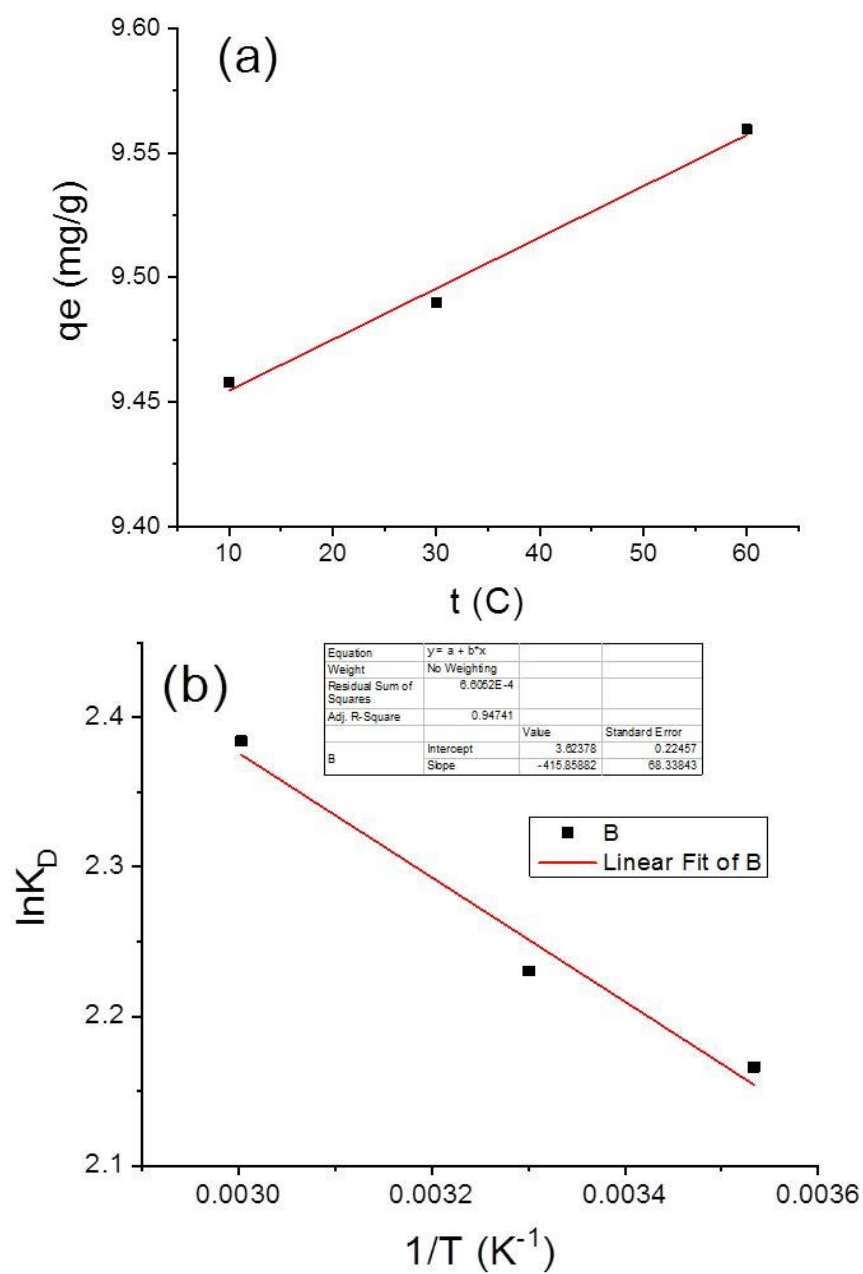 (a)
9.60
9.55
9.50
9.45
9.40
qe (mg/g)
10 20 30 40 50 60
t (C)
(b)
Equation y = a + b*x
Weight No Weighting
Residual Sum of Squares 6.6052E-4
Adj. R-Square 0.94741
Value Standard Error
B Intercept 3.62378 0.22457
Slope -415.85882 68.33843
B
Linear Fit of B
2.4
2.3
2.2
2.1
lnK_D
0.0030 0.0032 0.0034 0.0036
1/T (K⁻¹)